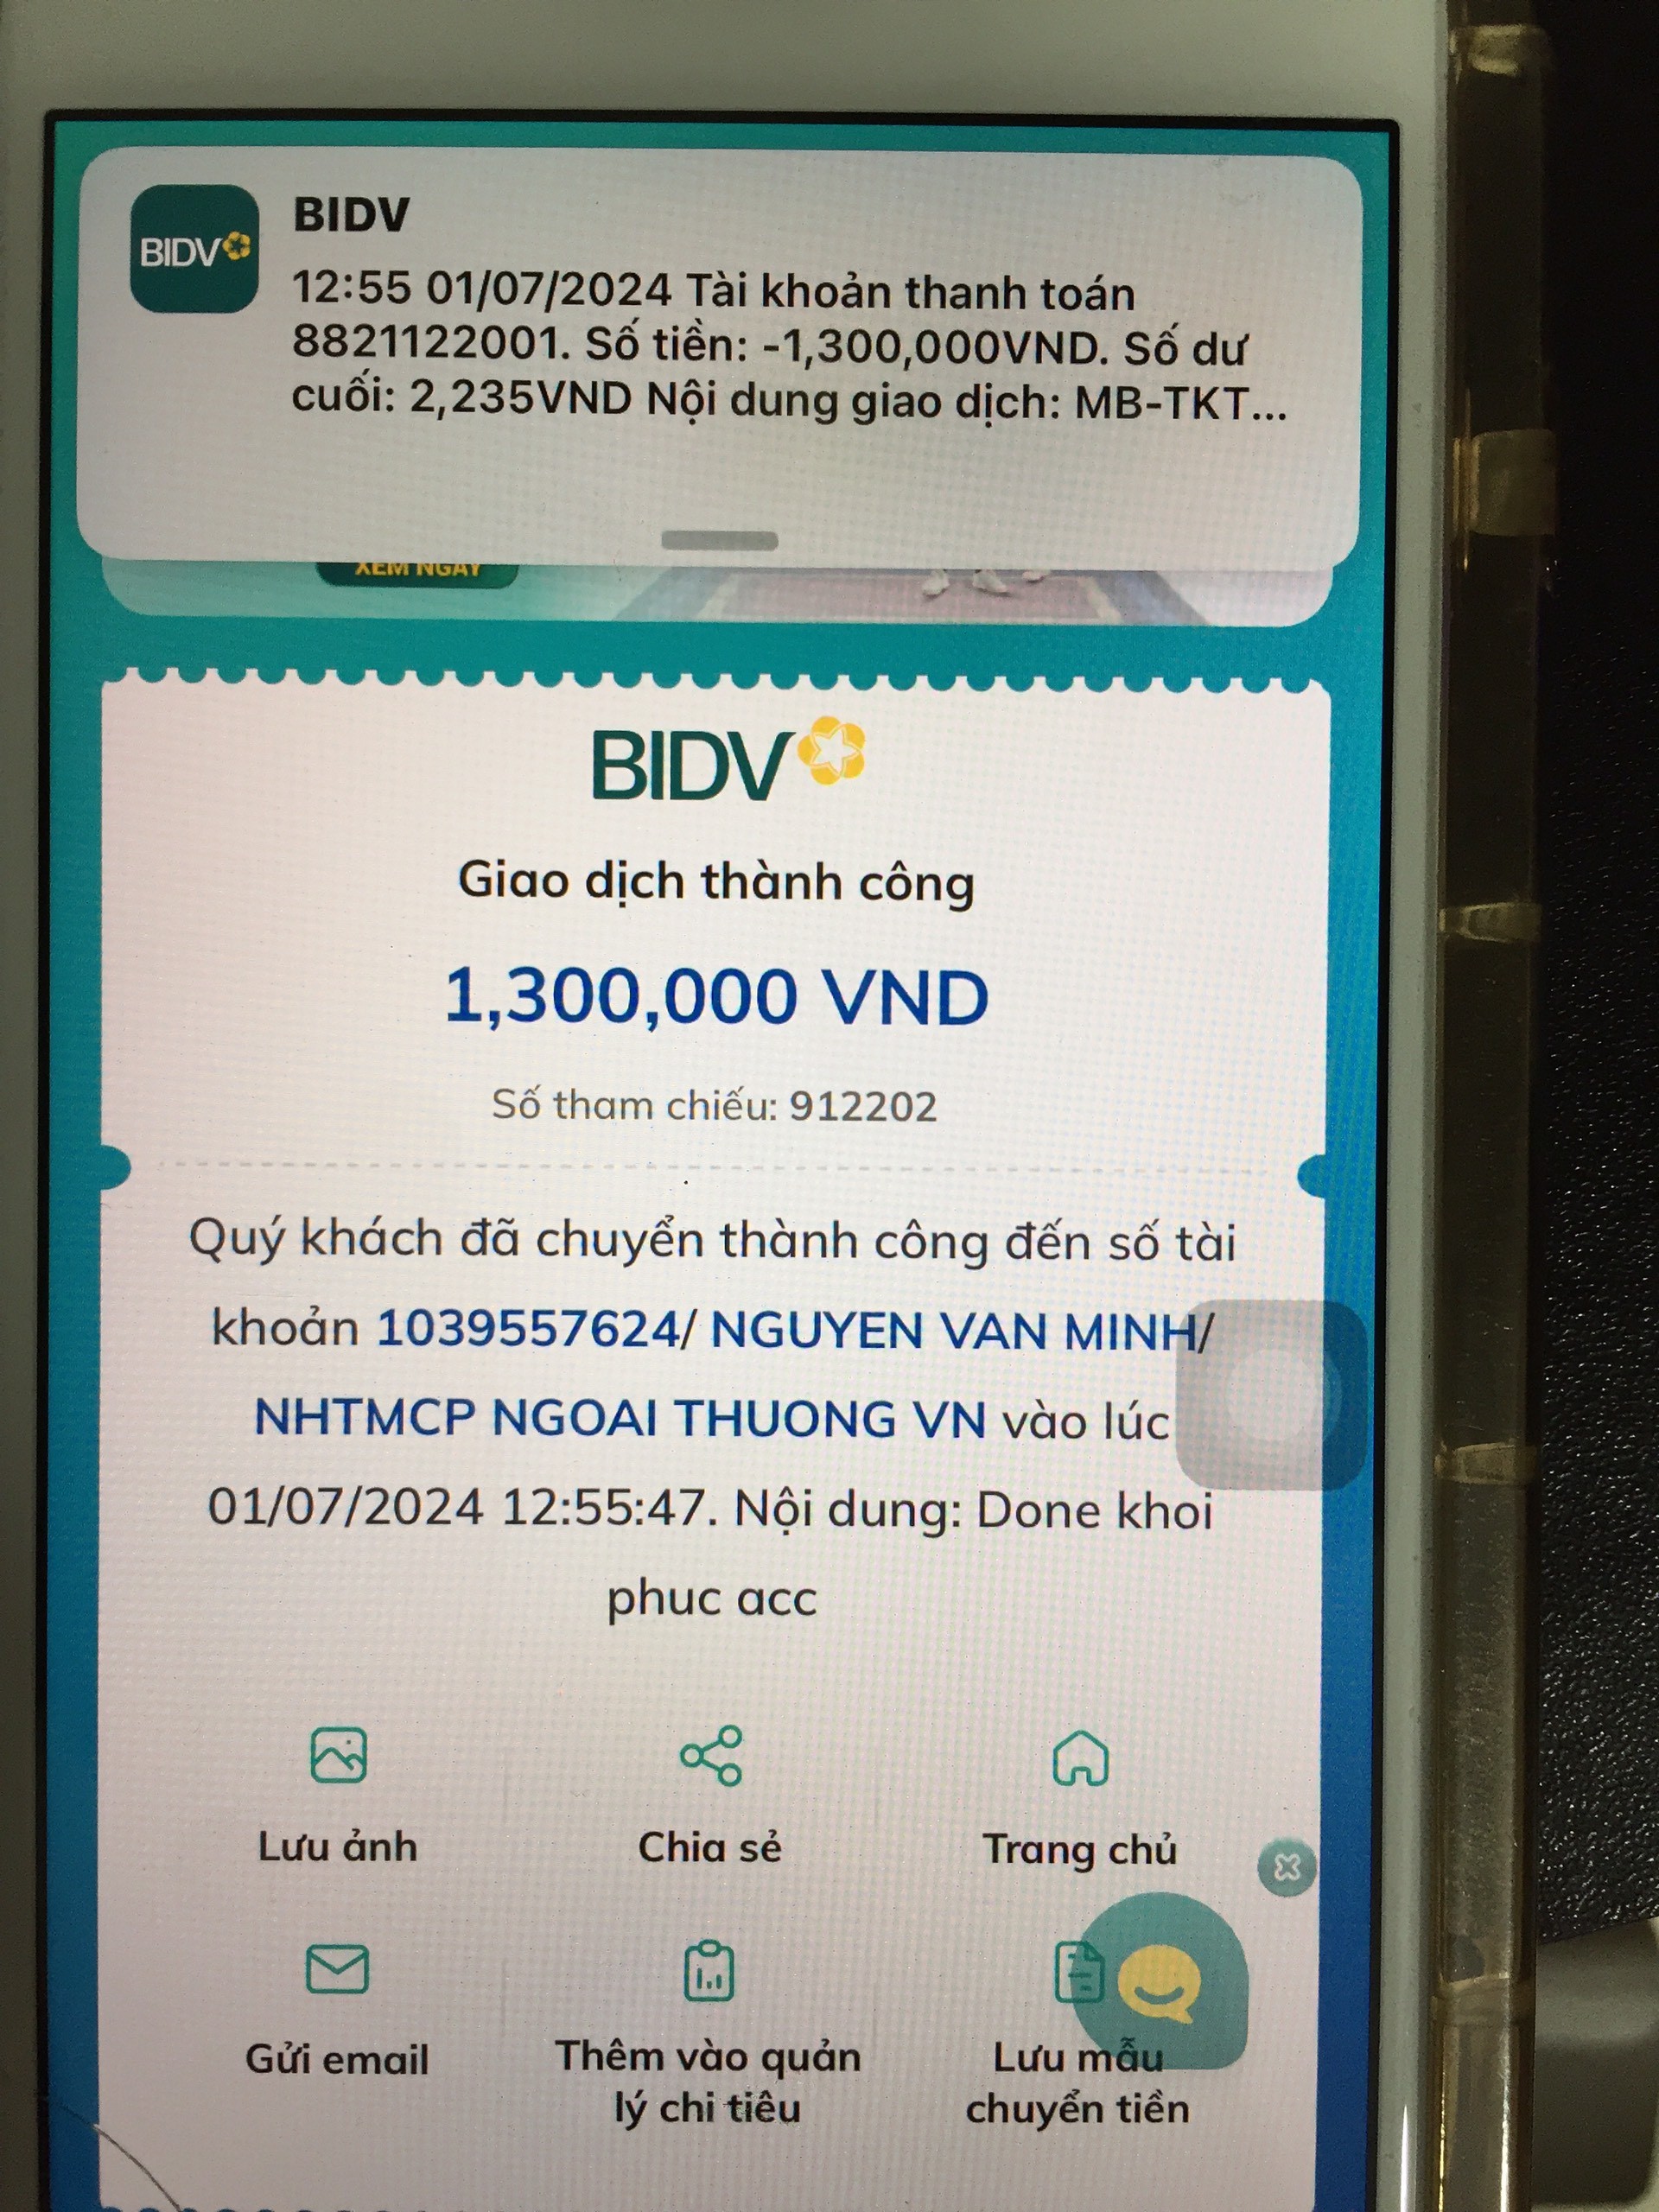 BIDV
BIDV
12:55 01/07/2024 Tài khoản thanh toán
8821122001. Số tiền: -1,300,000VND. Số dư
cuối: 2,235VND Nội dung giao dịch: MB-TKT...
XEM NGAY
BIDV
Giao dịch thành công
1,300,000 VND
Số tham chiếu: 912202
Quý khách đã chuyển thành công đến số tài
khoản 1039557624/ NGUYEN VAN MINH/
NHTMCP NGOAI THUONG VN vào lúc
01/07/2024 12:55:47. Nội dung: Done khoi
phuc acc
Lưu ảnh
Chia sẻ
Trang chủ
Gửi email
Thêm vào quản
lý chi tiêu
Lưu mẫu
chuyển tiền